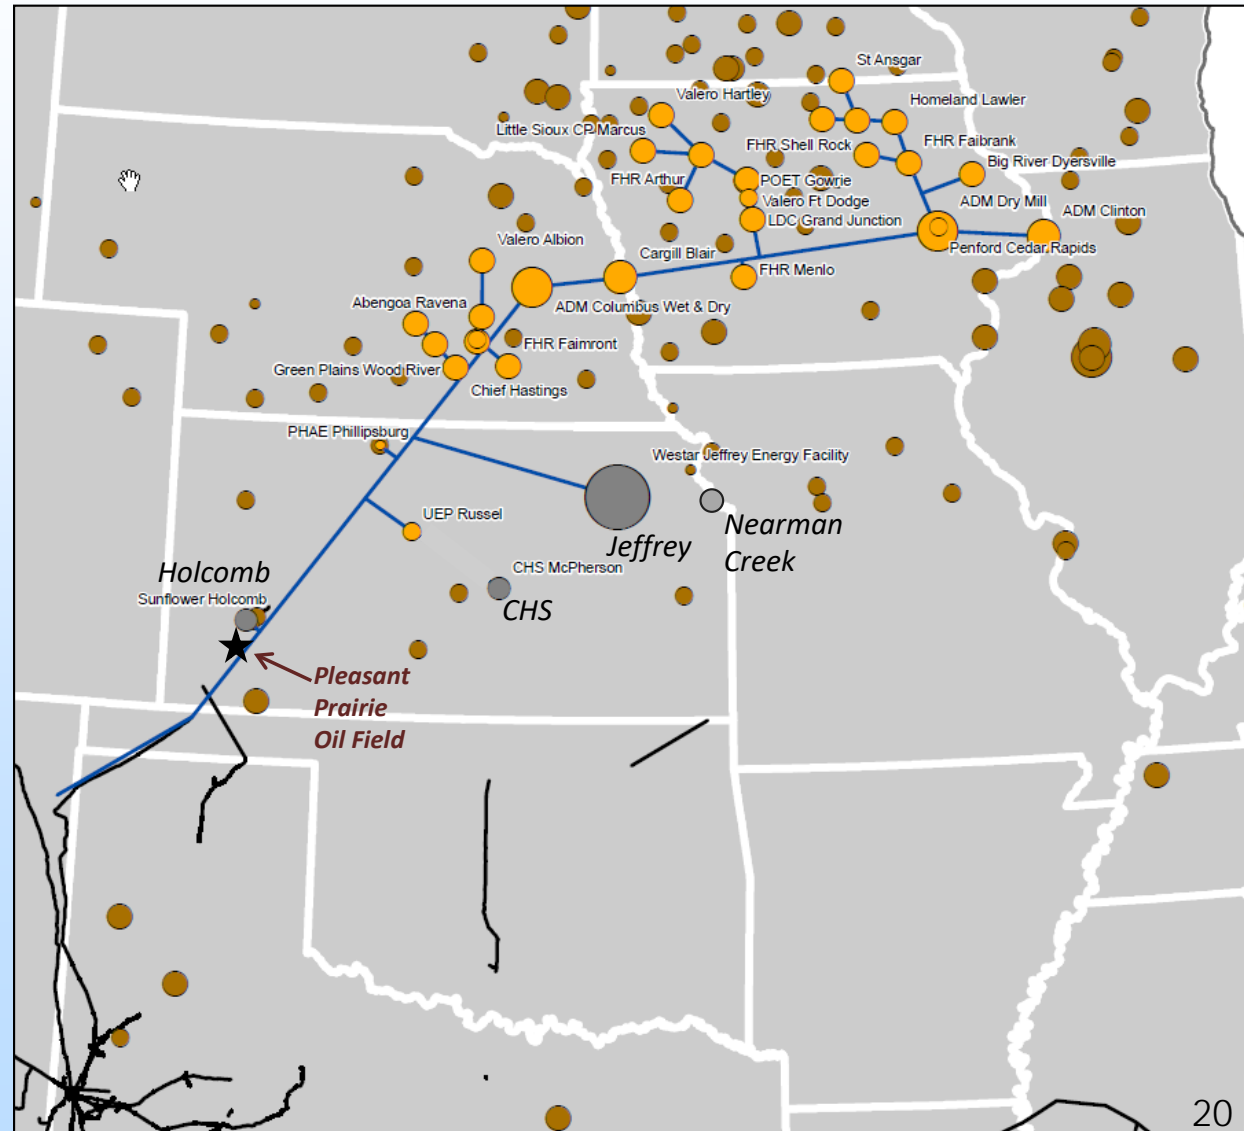 St Ansgar
Valero Hartley
Homeland Lawler
Little Sioux CP Marcus
FHR Shell Rock
FHR Faibrank
Big River Dyersville
FHR Arthur
POET Gowrie
Valero Ft Dodge
ADM Dry Mill
ADM Clinton
LDC Grand Junction
Valero Albion
Cargill Blair
Penford Cedar Rapids
FHR Menlo
Abengoa Ravena
ADM Columbus Wet & Dry
FHR Faimront
Green Plains Wood River
Chief Hastings
PHAE Phillipsburg
Westar Jeffrey Energy Facility
UEP Russel
Jeffrey
Nearman
Creek
CHS McPherson
CHS
Holcomb
Sunflower Holcomb
Pleasant
Prairie
Oil Field
20